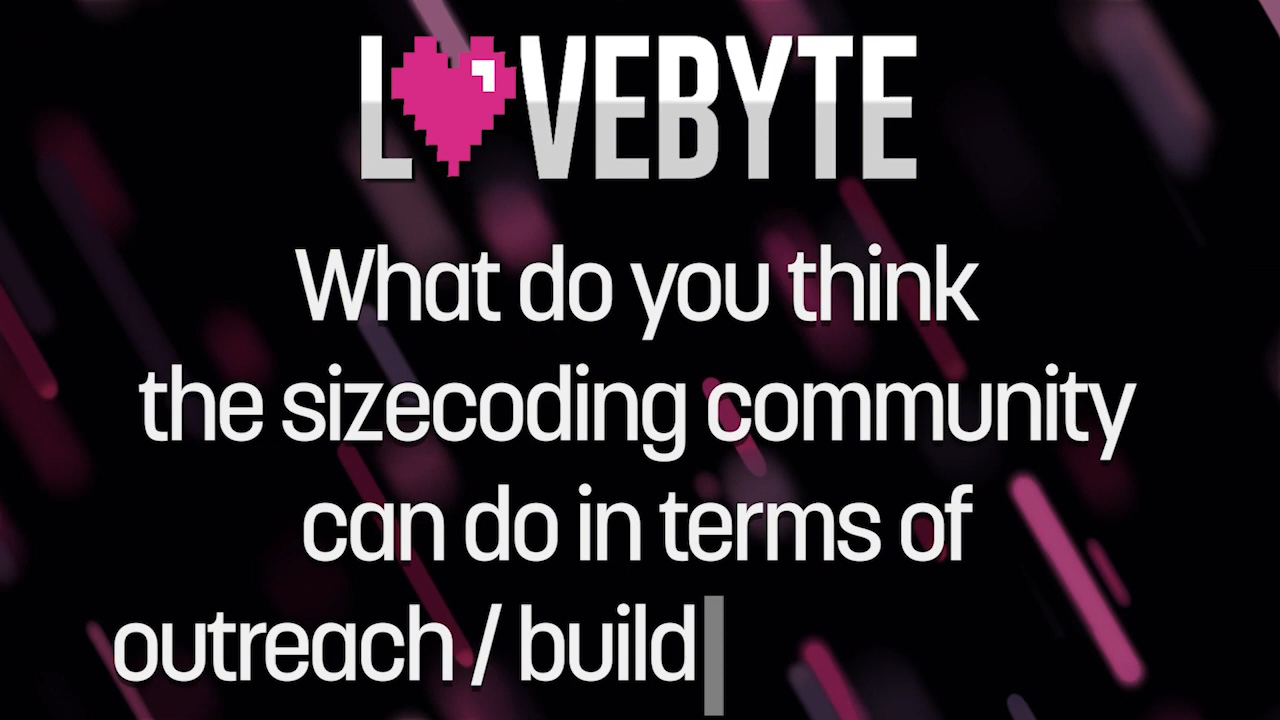 LOVEBYTE
What do you think
the sizecoding community
can do in terms of
outreach / build